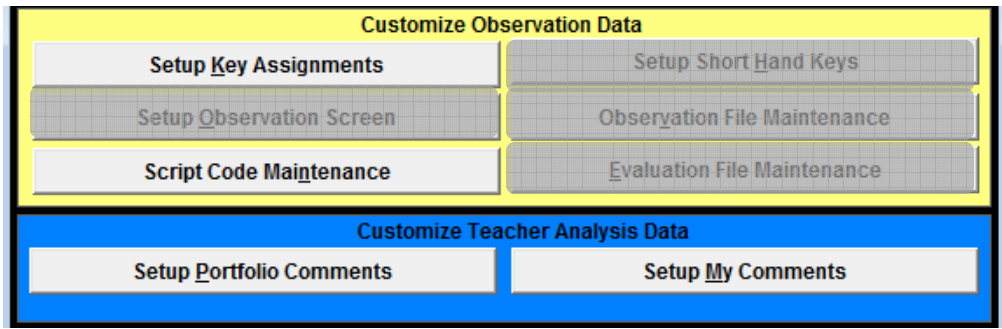 Customize Observation Data
Setup Key Assignments
Setup Short Hand Keys
Setup Observation Screen
Observation File Maintenance
Script Code Maintenance
Evaluation File Maintenance
Customize Teacher Analysis Data
Setup Portfolio Comments
Setup My Comments